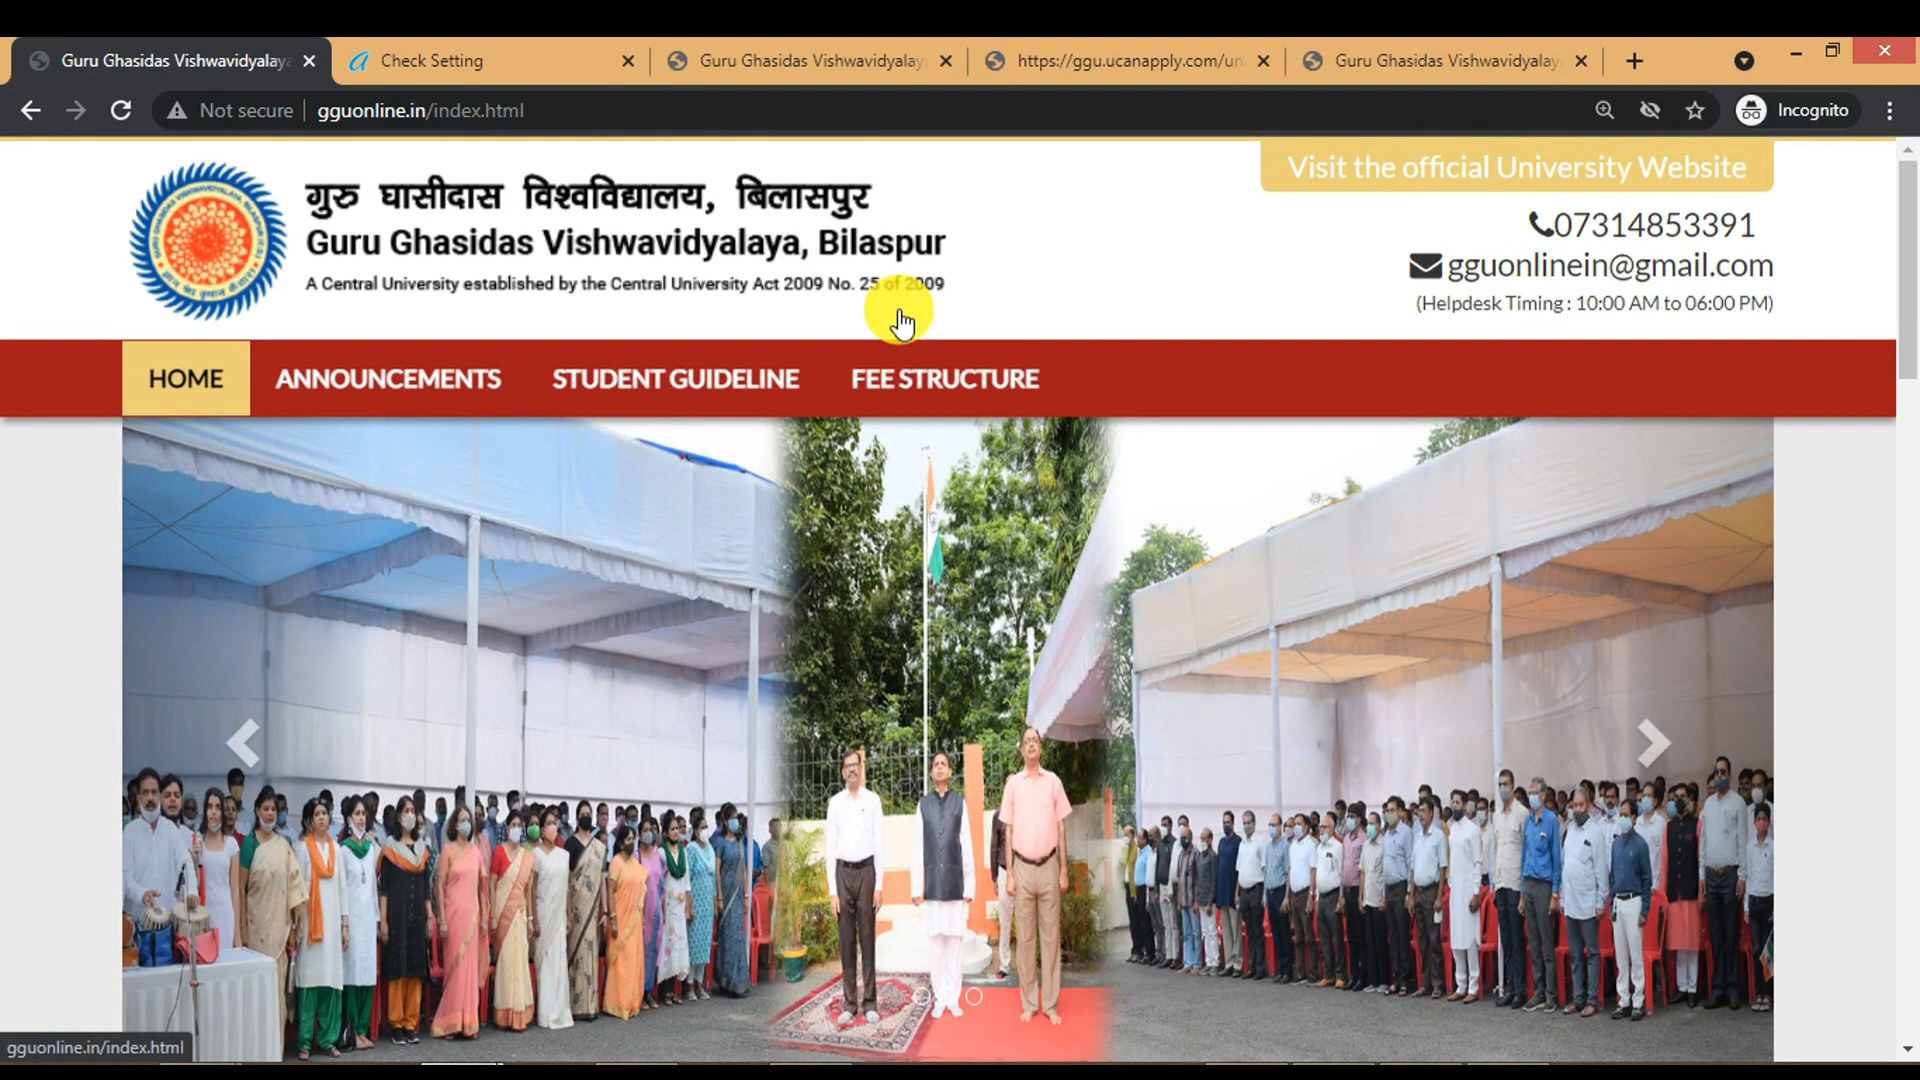 Guru Ghasidas Vishwavidyalay
Check Setting
Guru Ghasidas Vishwavidyalay
https://ggu.ucanapply.com/un
Guru Ghasidas Vishwavidyalay
Not secure
gguonline.in/index.html
Incognito
गुरु घासीदास विश्वविद्यालय, बिलासपुर
Guru Ghasidas Vishwavidyalaya, Bilaspur
A Central University established by the Central University Act 2009 No. 25 of 2009
Visit the official University Website
07314853391
gguonlinein@gmail.com
(Helpdesk Timing : 10:00 AM to 06:00 PM)
HOME
ANNOUNCEMENTS
STUDENT GUIDELINE
FEE STRUCTURE
gguonline.in/index.html